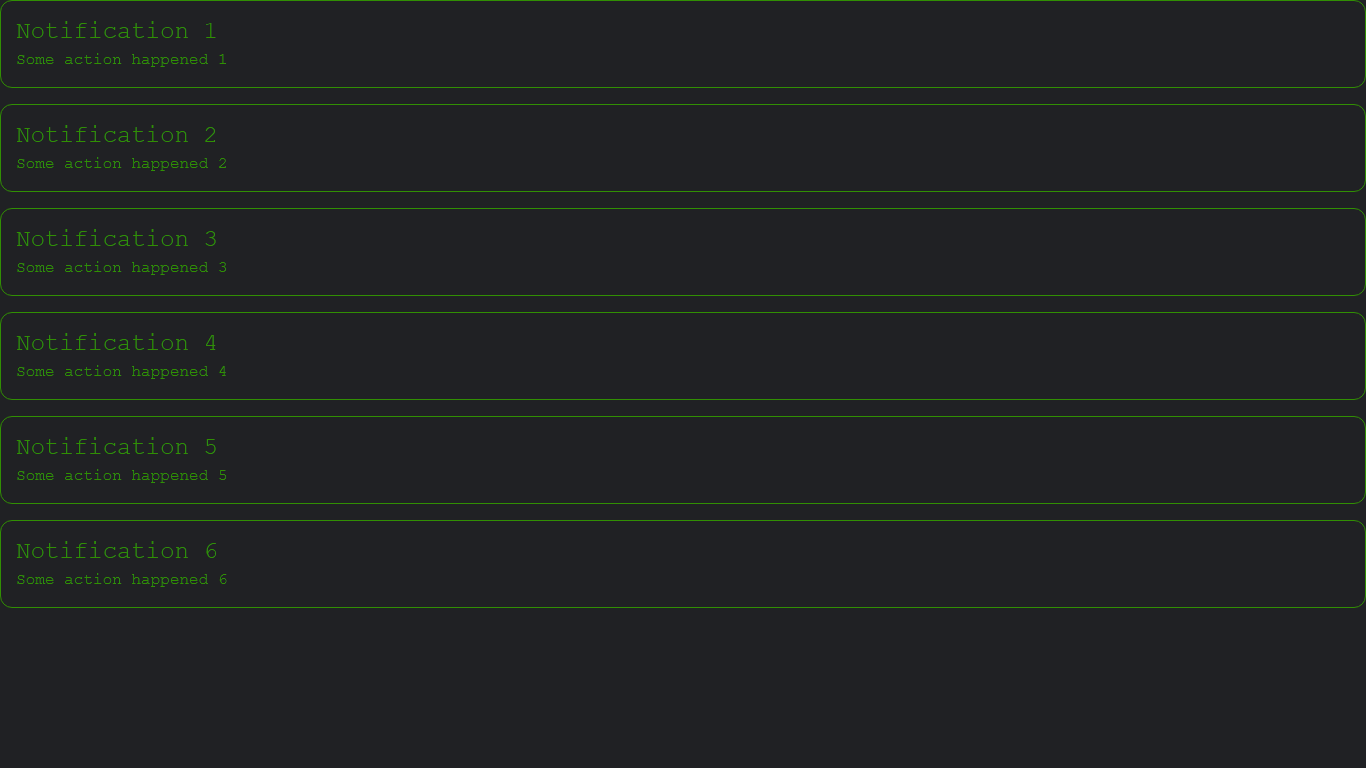 Notification 1
Some action happened 1
Notification 2
Some action happened 2
Notification 3
Some action happened 3
Notification 4
Some action happened 4
Notification 5
Some action happened 5
Notification 6
Some action happened 6